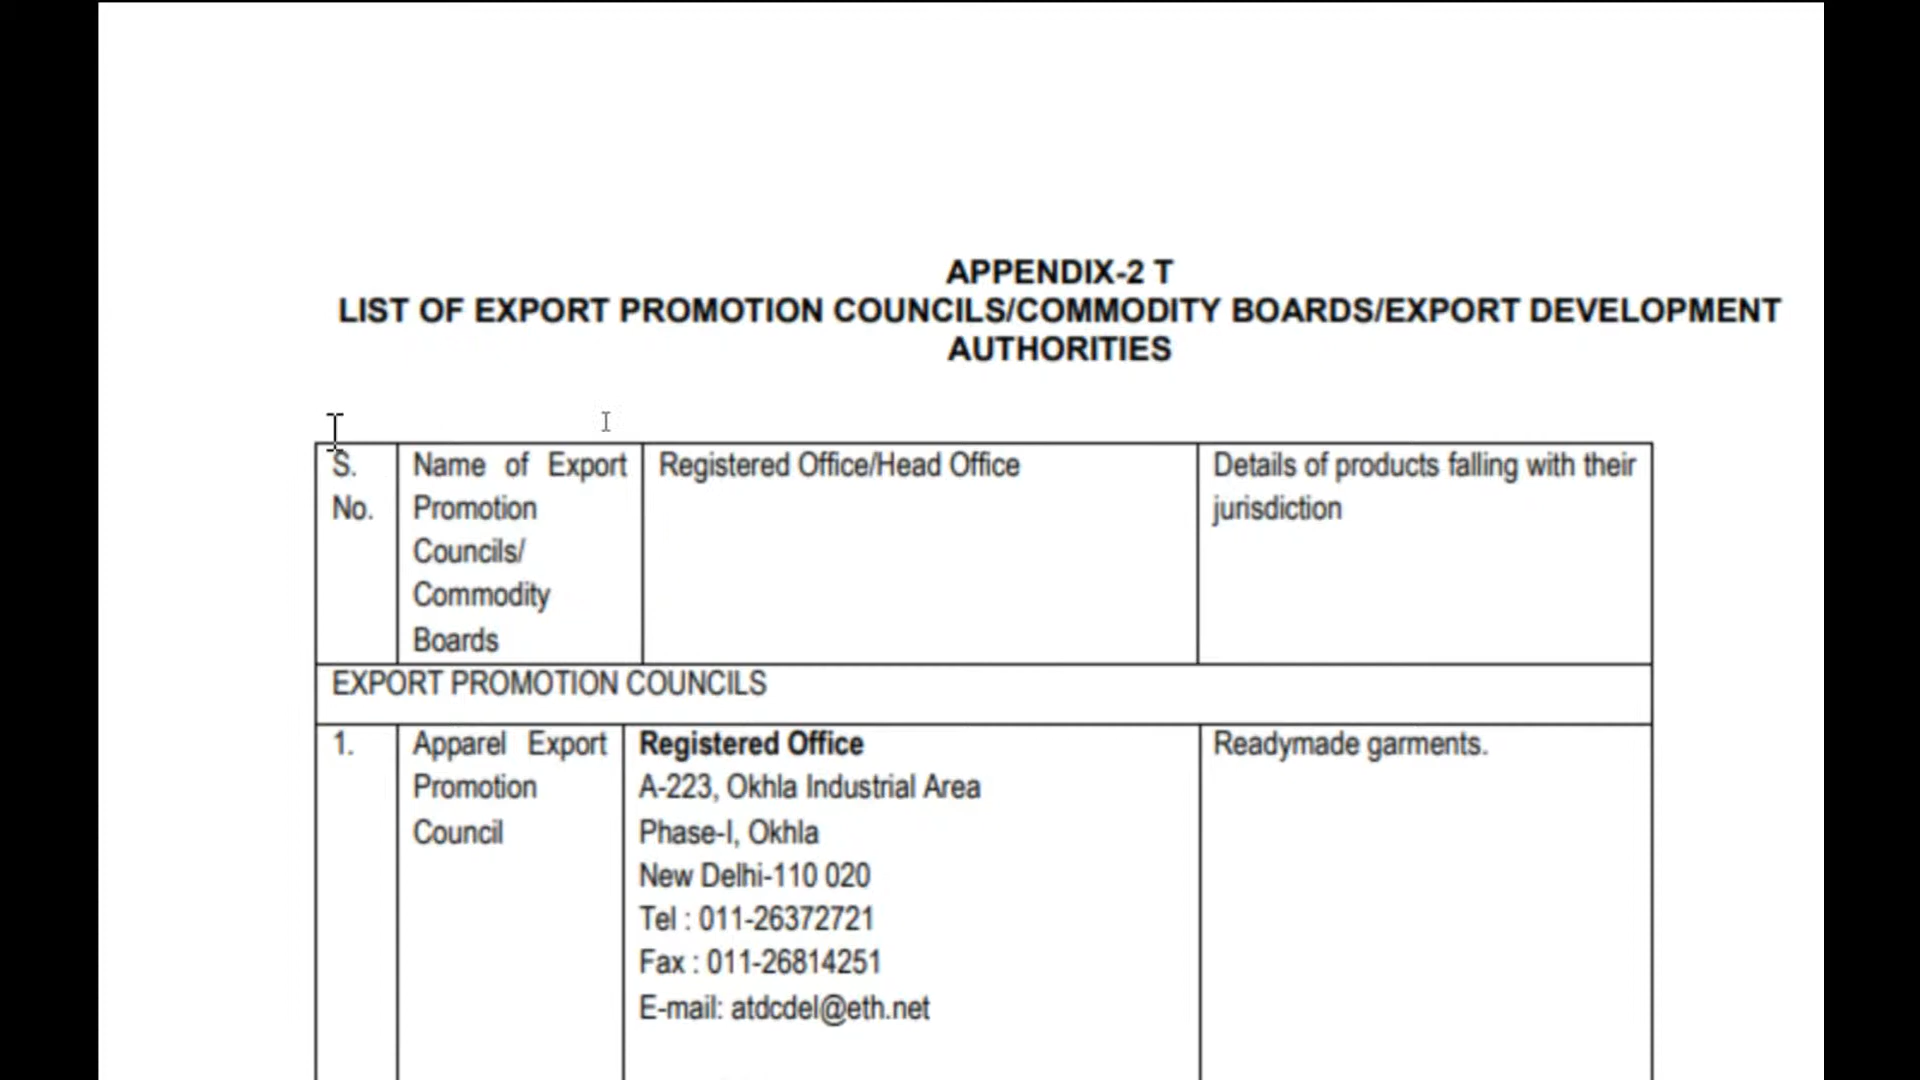 APPENDIX-2 T
LIST OF EXPORT PROMOTION COUNCILS/COMMODITY BOARDS/EXPORT DEVELOPMENT
AUTHORITIES
S.
No.
Name of Export
Promotion
Councils/
Commodity
Boards
Registered Office/Head Office
Details of products falling with their
jurisdiction
EXPORT PROMOTION COUNCILS
1.
Apparel Export
Promotion
Council
Registered Office
A-223, Okhla Industrial Area
Phase-I, Okhla
New Delhi-110 020
Tel : 011-26372721
Fax : 011-26814251
E-mail: atdcdel@eth.net
Readymade garments.